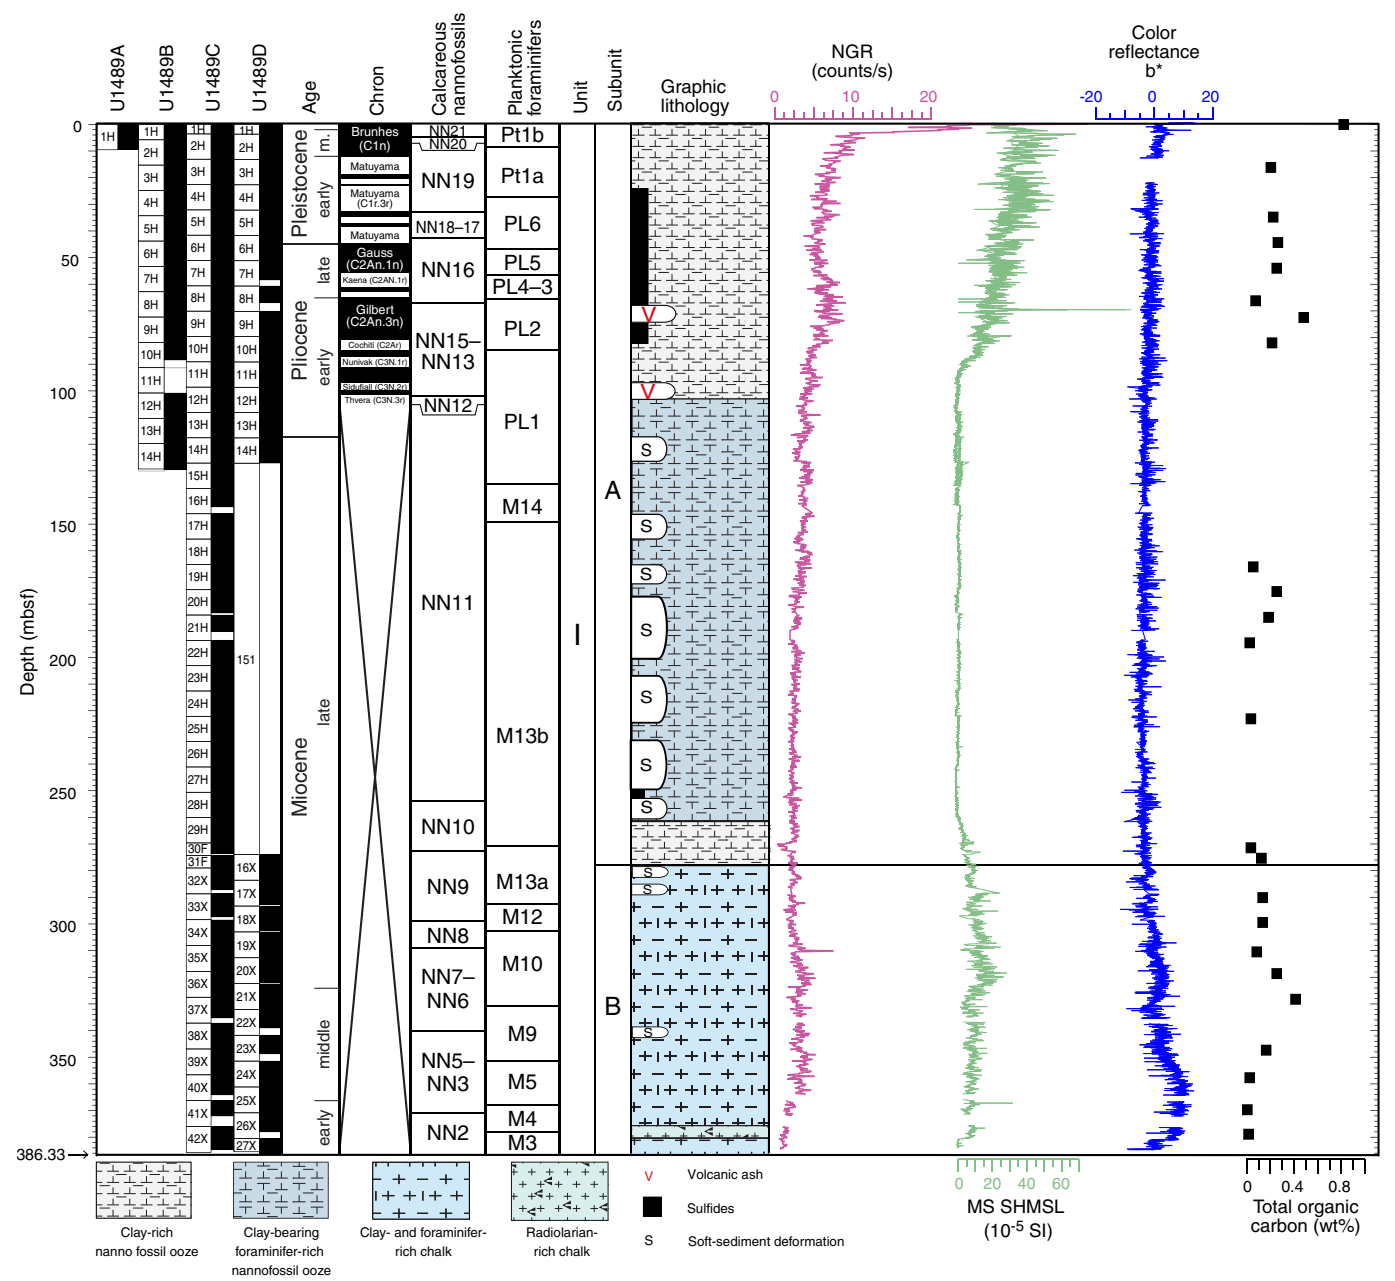 U1489A
U1489B
U1489C
U1489D
Age
Chron
Calcareous
nannofossils
Planktonic
foraminifers
Unit
Subunit
Graphic
lithology
NGR
(counts/s)
0 10 20
Color
reflectance
b*
-20 0 20
Depth (mbsf)
0
50
100
150
200
250
300
350
386.33
1H
1H
2H
3H
4H
5H
6H
7H
8H
9H
10H
11H
12H
13H
14H
1H
2H
3H
4H
5H
6H
7H
8H
9H
10H
11H
12H
13H
14H
15H
16H
17H
18H
19H
20H
21H
22H
23H
24H
25H
26H
27H
28H
29H
30F
31F
32X
33X
34X
35X
36X
37X
38X
39X
40X
41X
42X
1H
2H
3H
4H
5H
6H
7H
8H
9H
10H
11H
12H
13H
14H
151
16X
17X
18X
19X
20X
21X
22X
23X
24X
25X
26X
27X
Pleistocene
m.
early
Pliocene
late
early
Miocene
late
middle
early
Brunhes
(C1n)
Matuyama
Matuyama
(C1r.3r)
Matuyama
Gauss
(C2An.1n)
Kaena (C2AN.1r)
Gilbert
(C2An.3n)
Cochiti (C2Ar)
Nunivak (C3N.1r)
Sidufjall (C3N.2r)
Thvera (C3N.3r)
NN21
NN20
NN19
NN18–17
NN16
NN15–
NN13
NN12
NN11
NN10
NN9
NN8
NN7–
NN6
NN5–
NN3
NN2
Pt1b
Pt1a
PL6
PL5
PL4–3
PL2
PL1
M14
M13b
M13a
M12
M10
M9
M5
M4
M3
I
A
B
V
V
S
S
S
S
S
S
S
S
S
S
0 20 40 60
MS SHMSL
(10-5 SI)
0 0.4 0.8
Total organic
carbon (wt%)
Clay-rich
nanno fossil ooze
Clay-bearing
foraminifer-rich
nannofossil ooze
Clay- and foraminifer-
rich chalk
Radiolarian-
rich chalk
V Volcanic ash
Sulfides
S Soft-sediment deformation